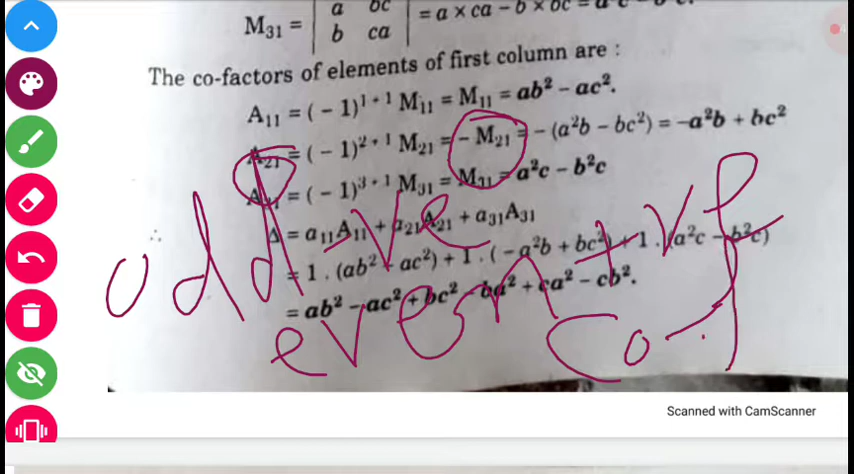 M₃₁ = | a bc | = a × ca − b × bc = a²c − b²c.
b ca
The co-factors of elements of first column are :
A₁₁ = ( − 1)¹⁺¹ M₁₁ = M₁₁ = ab² − ac².
A₂₁ = ( − 1)²⁺¹ M₂₁ = − M₂₁ = − (a²b − bc²) = −a²b + bc²
A₃₁ = ( − 1)³⁺¹ M₃₁ = M₃₁ = a²c − b²c
∴ Δ = a₁₁A₁₁ + a₂₁A₂₁ + a₃₁A₃₁
= 1 . (ab² − ac²) + 1 . ( − a²b + bc²) + 1 . (a²c − b²c)
= ab² − ac² + bc² − ba² + ca² − cb².
odd −ve
even +ve
cof
Scanned with CamScanner